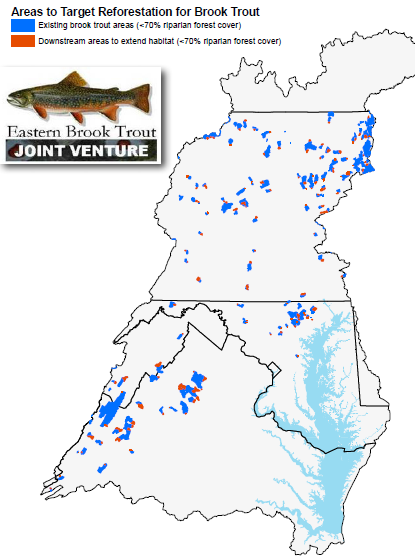 Areas to Target Reforestation for Brook Trout
Existing brook trout areas (<70% riparian forest cover)
Downstream areas to extend habitat (<70% riparian forest cover)
Eastern Brook Trout
JOINT VENTURE